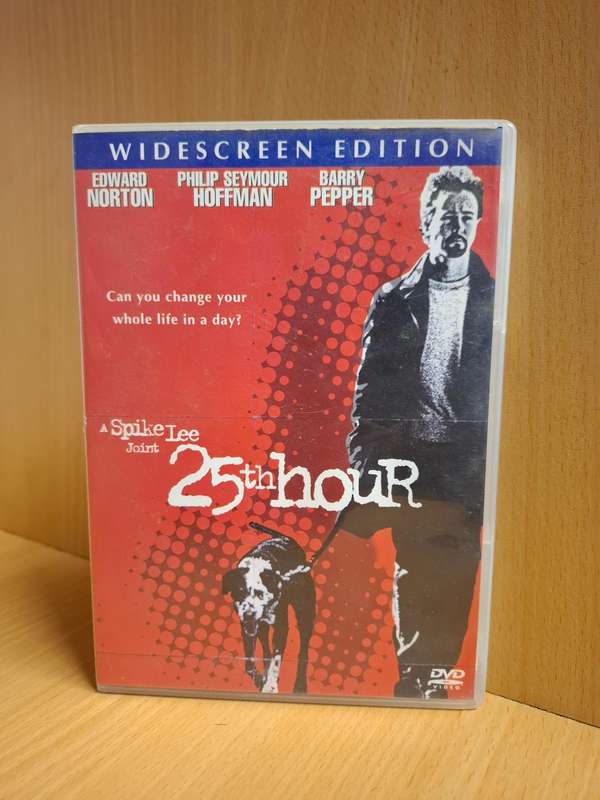 WIDESCREEN EDITION
EDWARD NORTON
PHILIP SEYMOUR HOFFMAN
BARRY PEPPER
Can you change your
whole life in a day?
A Spike Lee
Joint
25th houR
DVD
VIDEO